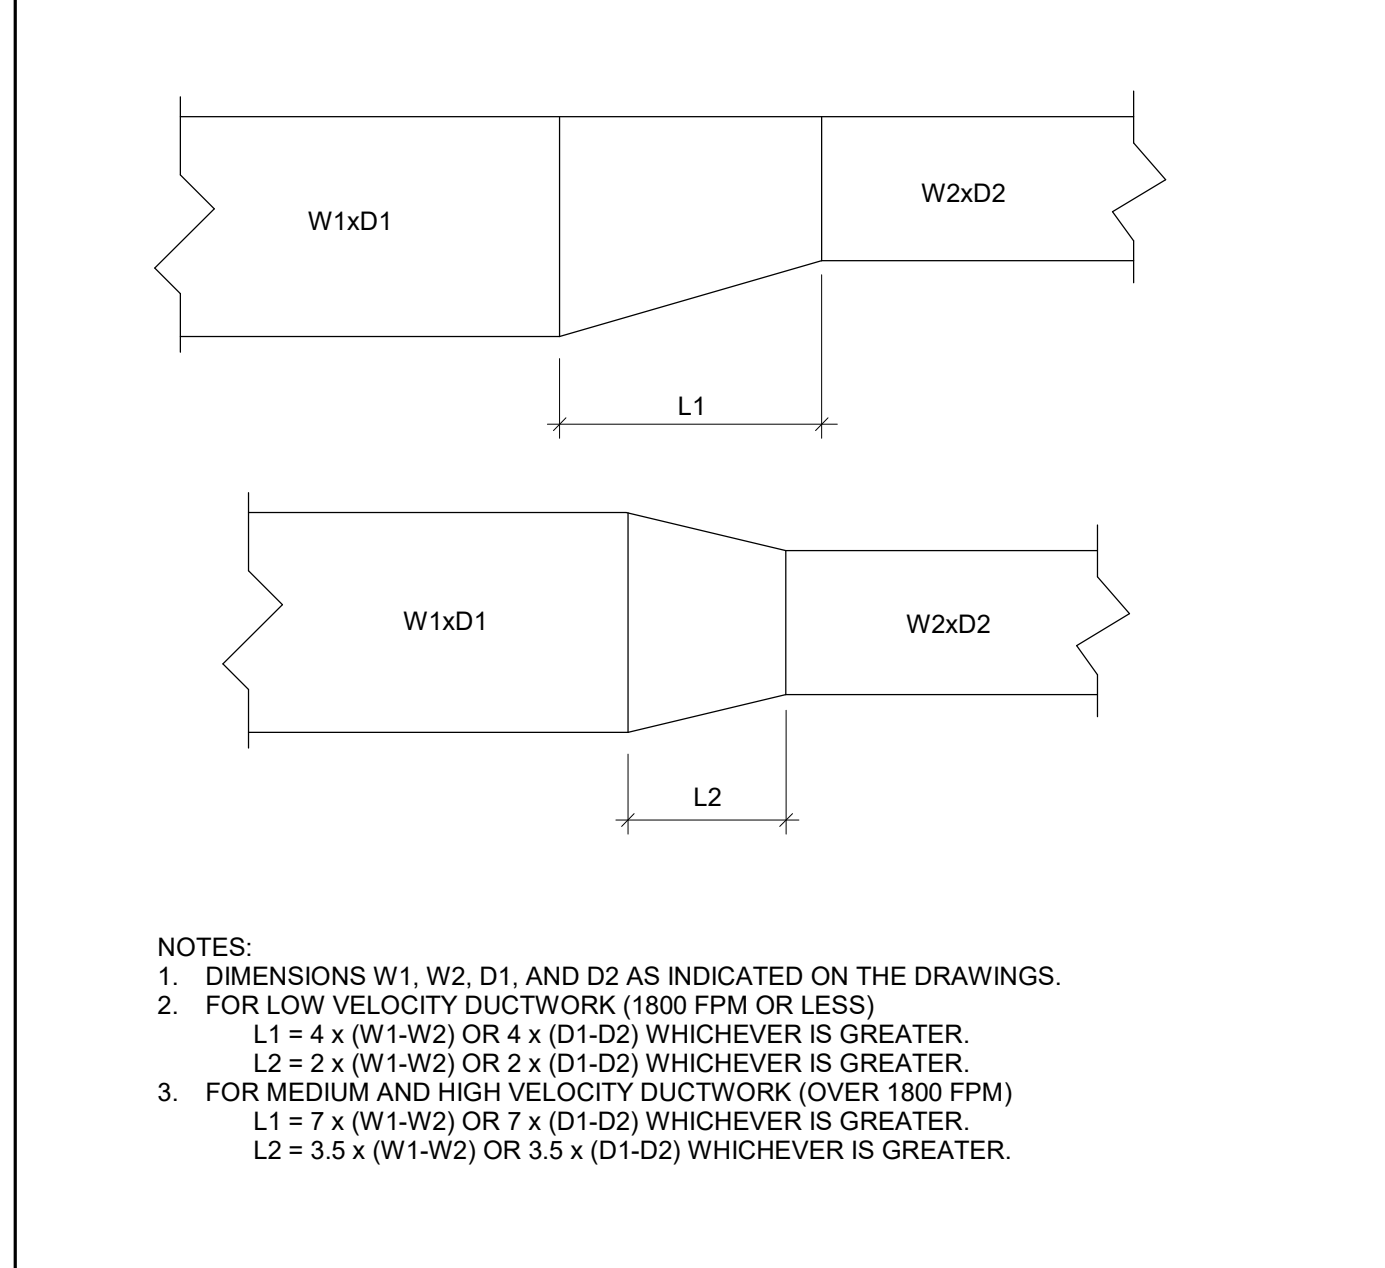 W1xD1
W2xD2
L1
W1xD1
W2xD2
L2
NOTES:
1. DIMENSIONS W1, W2, D1, AND D2 AS INDICATED ON THE DRAWINGS.
2. FOR LOW VELOCITY DUCTWORK (1800 FPM OR LESS)
L1 = 4 x (W1-W2) OR 4 x (D1-D2) WHICHEVER IS GREATER.
L2 = 2 x (W1-W2) OR 2 x (D1-D2) WHICHEVER IS GREATER.
3. FOR MEDIUM AND HIGH VELOCITY DUCTWORK (OVER 1800 FPM)
L1 = 7 x (W1-W2) OR 7 x (D1-D2) WHICHEVER IS GREATER.
L2 = 3.5 x (W1-W2) OR 3.5 x (D1-D2) WHICHEVER IS GREATER.